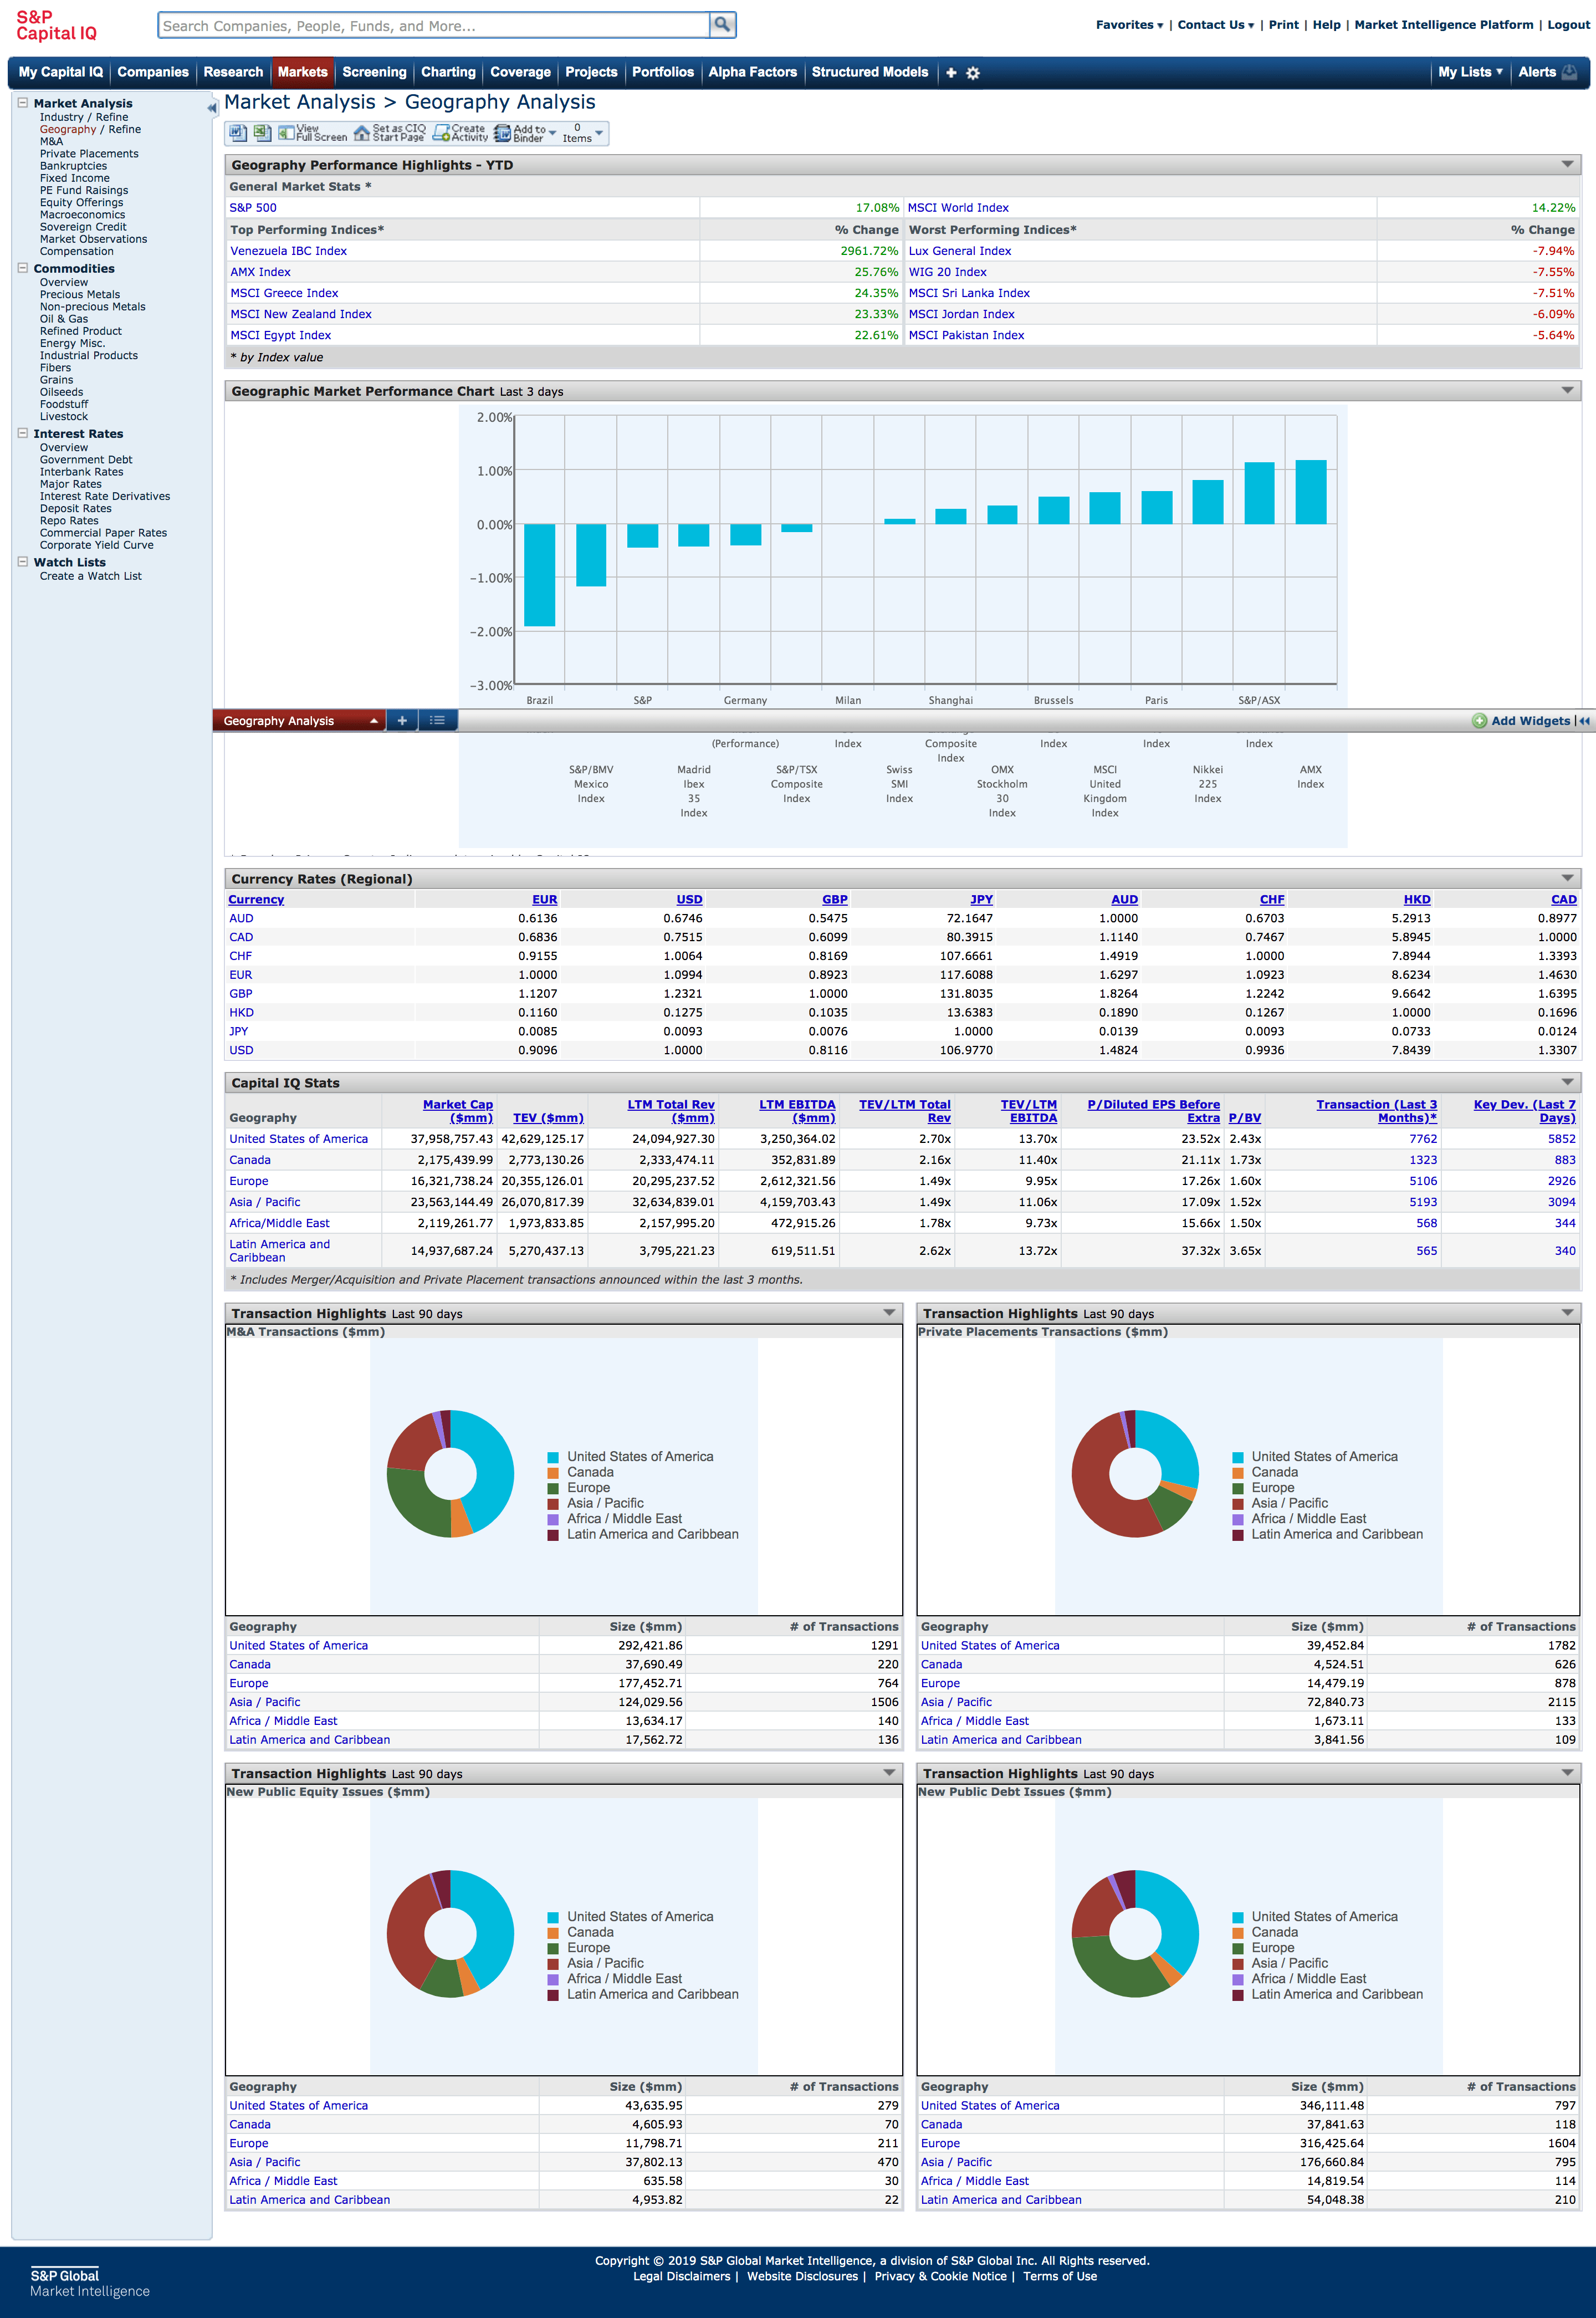 S&P
Capital IQ
Search Companies, People, Funds, and More...
Favorites | Contact Us | Print | Help | Market Intelligence Platform | Logout
My Capital IQ Companies Research Markets Screening Charting Coverage Projects Portfolios Alpha Factors Structured Models My Lists Alerts
Market Analysis
Industry / Refine
Geography / Refine
M&A
Private Placements
Bankruptcies
Fixed Income
PE Fund Raisings
Equity Offerings
Macroeconomics
Sovereign Credit
Market Observations
Compensation
Commodities
Overview
Precious Metals
Non-precious Metals
Oil & Gas
Refined Product
Energy Misc.
Industrial Products
Fibers
Grains
Oilseeds
Foodstuff
Livestock
Interest Rates
Overview
Government Debt
Interbank Rates
Major Rates
Interest Rate Derivatives
Deposit Rates
Repo Rates
Commercial Paper Rates
Corporate Yield Curve
Watch Lists
Create a Watch List
Market Analysis > Geography Analysis
View Full Screen
Set as CIQ Start Page
Create Activity
Add to Binder
0 Items
Geography Performance Highlights - YTD
General Market Stats *
S&P 500 17.08% MSCI World Index 14.22%
Top Performing Indices* % Change Worst Performing Indices* % Change
Venezuela IBC Index 2961.72% Lux General Index -7.94%
AMX Index 25.76% WIG 20 Index -7.55%
MSCI Greece Index 24.35% MSCI Sri Lanka Index -7.51%
MSCI New Zealand Index 23.33% MSCI Jordan Index -6.09%
MSCI Egypt Index 22.61% MSCI Pakistan Index -5.64%
* by Index value
Geographic Market Performance Chart Last 3 days
2.00%
1.00%
0.00%
-1.00%
-2.00%
-3.00%
Brazil S&P Germany Milan Shanghai Brussels Paris S&P/ASX
Geography Analysis Add Widgets
(Performance) Index Composite Index Index Index
Index
S&P/BMV Madrid S&P/TSX Swiss OMX MSCI Nikkei AMX
Mexico Ibex Composite SMI Stockholm United 225 Index
Index 35 Index Index 30 Kingdom Index
Index Index Index
Currency Rates (Regional)
Currency EUR USD GBP JPY AUD CHF HKD CAD
AUD 0.6136 0.6746 0.5475 72.1647 1.0000 0.6703 5.2913 0.8977
CAD 0.6836 0.7515 0.6099 80.3915 1.1140 0.7467 5.8945 1.0000
CHF 0.9155 1.0064 0.8169 107.6661 1.4919 1.0000 7.8944 1.3393
EUR 1.0000 1.0994 0.8923 117.6088 1.6297 1.0923 8.6234 1.4630
GBP 1.1207 1.2321 1.0000 131.8035 1.8264 1.2242 9.6642 1.6395
HKD 0.1160 0.1275 0.1035 13.6383 0.1890 0.1267 1.0000 0.1696
JPY 0.0085 0.0093 0.0076 1.0000 0.0139 0.0093 0.0733 0.0124
USD 0.9096 1.0000 0.8116 106.9770 1.4824 0.9936 7.8439 1.3307
Capital IQ Stats
Geography Market Cap ($mm) TEV ($mm) LTM Total Rev ($mm) LTM EBITDA ($mm) TEV/LTM Total Rev TEV/LTM EBITDA P/Diluted EPS Before Extra P/BV Transaction (Last 3 Months)* Key Dev. (Last 7 Days)
United States of America 37,958,757.43 42,629,125.17 24,094,927.30 3,250,364.02 2.70x 13.70x 23.52x 2.43x 7762 5852
Canada 2,175,439.99 2,773,130.26 2,333,474.11 352,831.89 2.16x 11.40x 21.11x 1.73x 1323 883
Europe 16,321,738.24 20,355,126.01 20,295,237.52 2,612,321.56 1.49x 9.95x 17.26x 1.60x 5106 2926
Asia / Pacific 23,563,144.49 26,070,817.39 32,634,839.01 4,159,703.43 1.49x 11.06x 17.09x 1.52x 5193 3094
Africa/Middle East 2,119,261.77 1,973,833.85 2,157,995.20 472,915.26 1.78x 9.73x 15.66x 1.50x 568 344
Latin America and Caribbean 14,937,687.24 5,270,437.13 3,795,221.23 619,511.51 2.62x 13.72x 37.32x 3.65x 565 340
* Includes Merger/Acquisition and Private Placement transactions announced within the last 3 months.
Transaction Highlights Last 90 days
M&A Transactions ($mm)
United States of America
Canada
Europe
Asia / Pacific
Africa / Middle East
Latin America and Caribbean
Geography Size ($mm) # of Transactions
United States of America 292,421.86 1291
Canada 37,690.49 220
Europe 177,452.71 764
Asia / Pacific 124,029.56 1506
Africa / Middle East 13,634.17 140
Latin America and Caribbean 17,562.72 136
Transaction Highlights Last 90 days
Private Placements Transactions ($mm)
United States of America
Canada
Europe
Asia / Pacific
Africa / Middle East
Latin America and Caribbean
Geography Size ($mm) # of Transactions
United States of America 39,452.84 1782
Canada 4,524.51 626
Europe 14,479.19 878
Asia / Pacific 72,840.73 2115
Africa / Middle East 1,673.11 133
Latin America and Caribbean 3,841.56 109
Transaction Highlights Last 90 days
New Public Equity Issues ($mm)
United States of America
Canada
Europe
Asia / Pacific
Africa / Middle East
Latin America and Caribbean
Geography Size ($mm) # of Transactions
United States of America 43,635.95 279
Canada 4,605.93 70
Europe 11,798.71 211
Asia / Pacific 37,802.13 470
Africa / Middle East 635.58 30
Latin America and Caribbean 4,953.82 22
Transaction Highlights Last 90 days
New Public Debt Issues ($mm)
United States of America
Canada
Europe
Asia / Pacific
Africa / Middle East
Latin America and Caribbean
Geography Size ($mm) # of Transactions
United States of America 346,111.48 797
Canada 37,841.63 118
Europe 316,425.64 1604
Asia / Pacific 176,660.84 795
Africa / Middle East 14,819.54 114
Latin America and Caribbean 54,048.38 210
S&P Global
Market Intelligence
Copyright © 2019 S&P Global Market Intelligence, a division of S&P Global Inc. All Rights reserved.
Legal Disclaimers | Website Disclosures | Privacy & Cookie Notice | Terms of Use